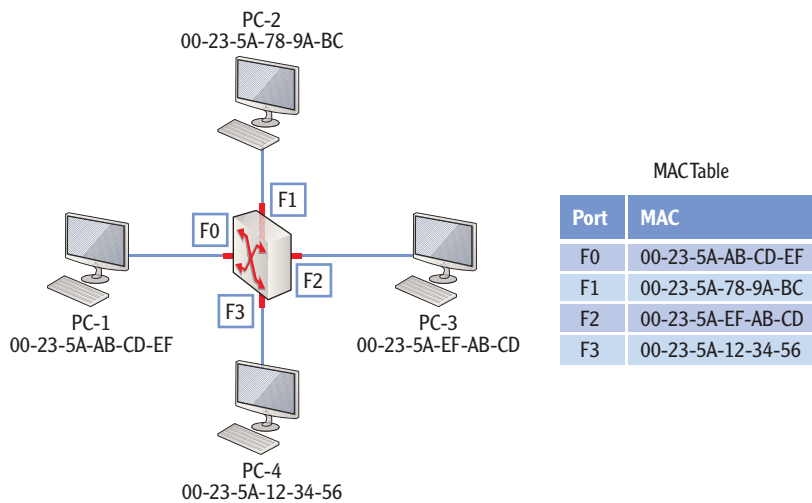 PC-2
00-23-5A-78-9A-BC
F1
F0
F2
F3
PC-1
00-23-5A-AB-CD-EF
PC-3
00-23-5A-EF-AB-CD
PC-4
00-23-5A-12-34-56
MACTable
Port MAC
F0 00-23-5A-AB-CD-EF
F1 00-23-5A-78-9A-BC
F2 00-23-5A-EF-AB-CD
F3 00-23-5A-12-34-56